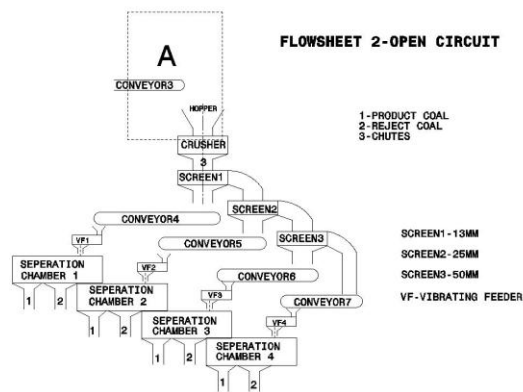 A
FLOWSHEET 2-OPEN CIRCUIT
CONVEYOR3
HOPPER
1-PRODUCT COAL
2-REJECT COAL
3-CHUTES
CRUSHER
3
SCREEN1
SCREEN2
CONVEYOR4
SCREEN1-13MM
SCREEN3
VF1
CONVEYOR5
SCREEN2-25MM
SEPERATION
CHAMBER 1
VF2
CONVEYOR6
SCREEN3-50MM
SEPERATION
CHAMBER 2
VF3
CONVEYOR7
VF-VIBRATING FEEDER
1
2
SEPERATION
CHAMBER 3
VF4
1
2
SEPERATION
CHAMBER 4
1
2
1
2